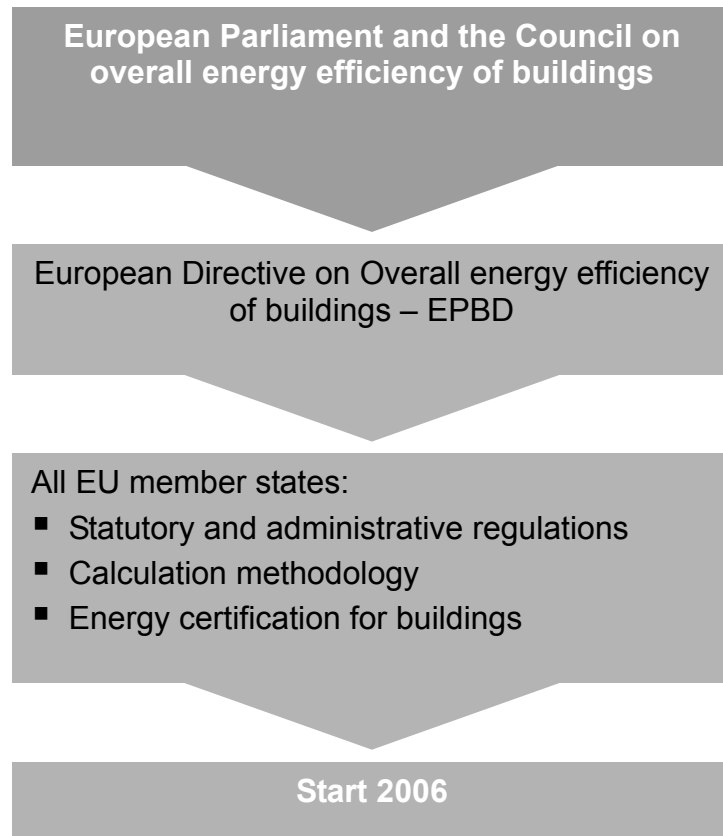 European Parliament and the Council on
overall energy efficiency of buildings
European Directive on Overall energy efficiency
of buildings – EPBD
All EU member states:
▪ Statutory and administrative regulations
▪ Calculation methodology
▪ Energy certification for buildings
Start 2006